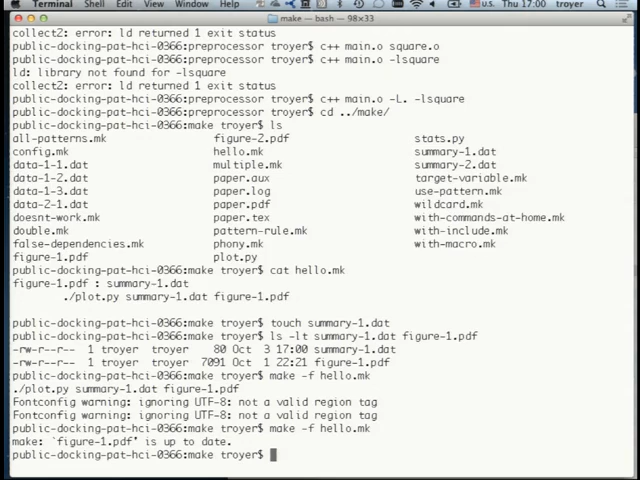 Terminal Shell Edit View Window Help U.S. Thu 17:00 troyer
make — bash — 98×33
collect2: error: ld returned 1 exit status
public-docking-pat-hci-0366:preprocessor troyer$ c++ main.o square.o
public-docking-pat-hci-0366:preprocessor troyer$ c++ main.o -lsquare
ld: library not found for -lsquare
collect2: error: ld returned 1 exit status
public-docking-pat-hci-0366:preprocessor troyer$ c++ main.o -L. -lsquare
public-docking-pat-hci-0366:preprocessor troyer$ cd ../make/
public-docking-pat-hci-0366:make troyer$ ls
all-patterns.mk figure-2.pdf stats.py
config.mk hello.mk summary-1.dat
data-1-1.dat multiple.mk summary-2.dat
data-1-2.dat paper.aux target-variable.mk
data-1-3.dat paper.log use-pattern.mk
data-2-1.dat paper.pdf wildcard.mk
doesnt-work.mk paper.tex with-commands-at-home.mk
double.mk pattern-rule.mk with-include.mk
false-dependencies.mk phony.mk with-macro.mk
figure-1.pdf plot.py
public-docking-pat-hci-0366:make troyer$ cat hello.mk
figure-1.pdf : summary-1.dat
./plot.py summary-1.dat figure-1.pdf
public-docking-pat-hci-0366:make troyer$ touch summary-1.dat
public-docking-pat-hci-0366:make troyer$ ls -lt summary-1.dat figure-1.pdf
-rw-r--r-- 1 troyer troyer 80 Oct 3 17:00 summary-1.dat
-rw-r--r-- 1 troyer troyer 7091 Oct 1 22:21 figure-1.pdf
public-docking-pat-hci-0366:make troyer$ make -f hello.mk
./plot.py summary-1.dat figure-1.pdf
Fontconfig warning: ignoring UTF-8: not a valid region tag
Fontconfig warning: ignoring UTF-8: not a valid region tag
public-docking-pat-hci-0366:make troyer$ make -f hello.mk
make: `figure-1.pdf' is up to date.
public-docking-pat-hci-0366:make troyer$